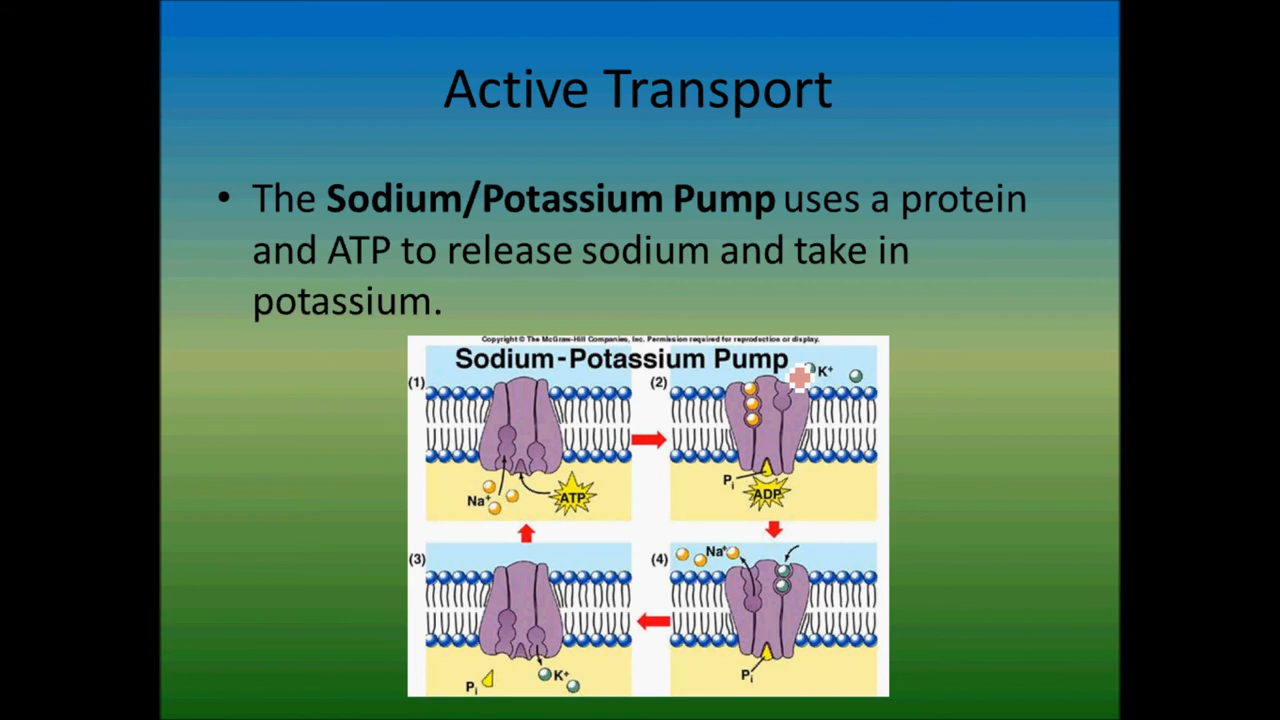 Active Transport
• The Sodium/Potassium Pump uses a protein
and ATP to release sodium and take in
potassium.
Copyright © The McGraw-Hill Companies, Inc. Permission required for reproduction or display.
Sodium-Potassium Pump
(1)
(2)
K⁺
Na⁺
ATP
Pi
ADP
(3)
(4)
Na⁺
Pi
K⁺
Pi